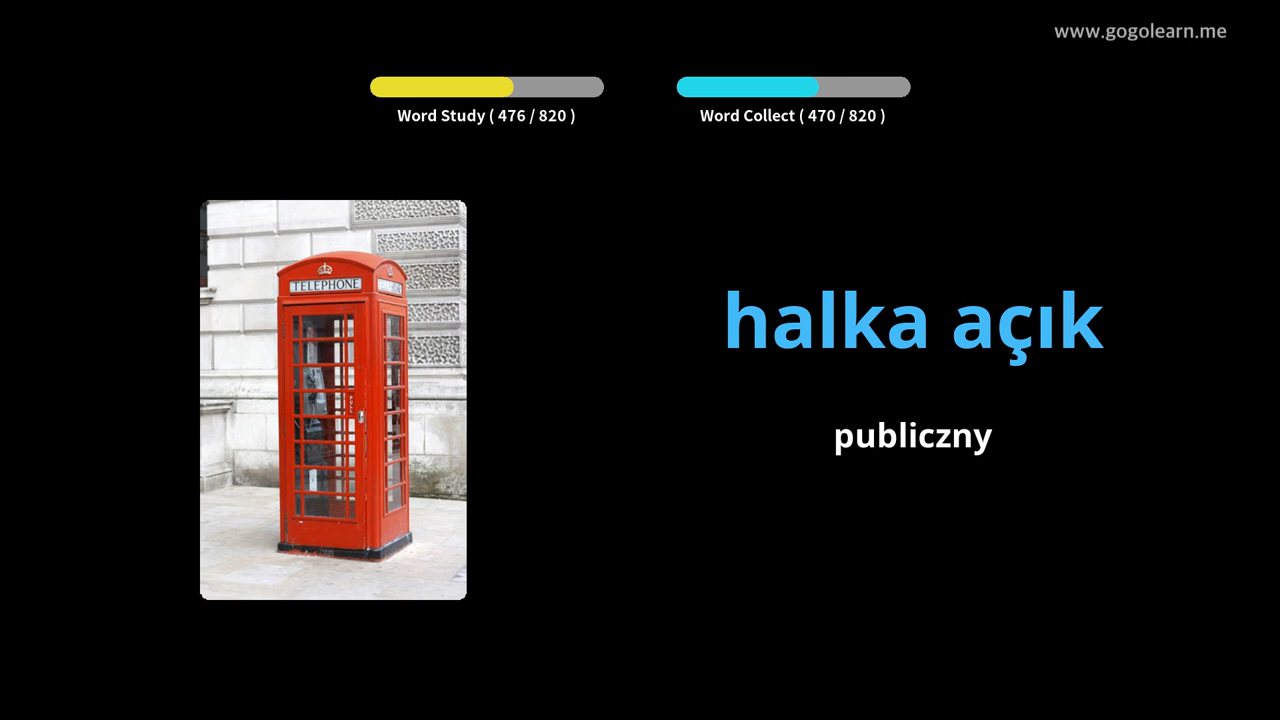 www.gogolearn.me
Word Study ( 476 / 820 )
Word Collect ( 470 / 820 )
TELEPHONE
halka açık
publiczny